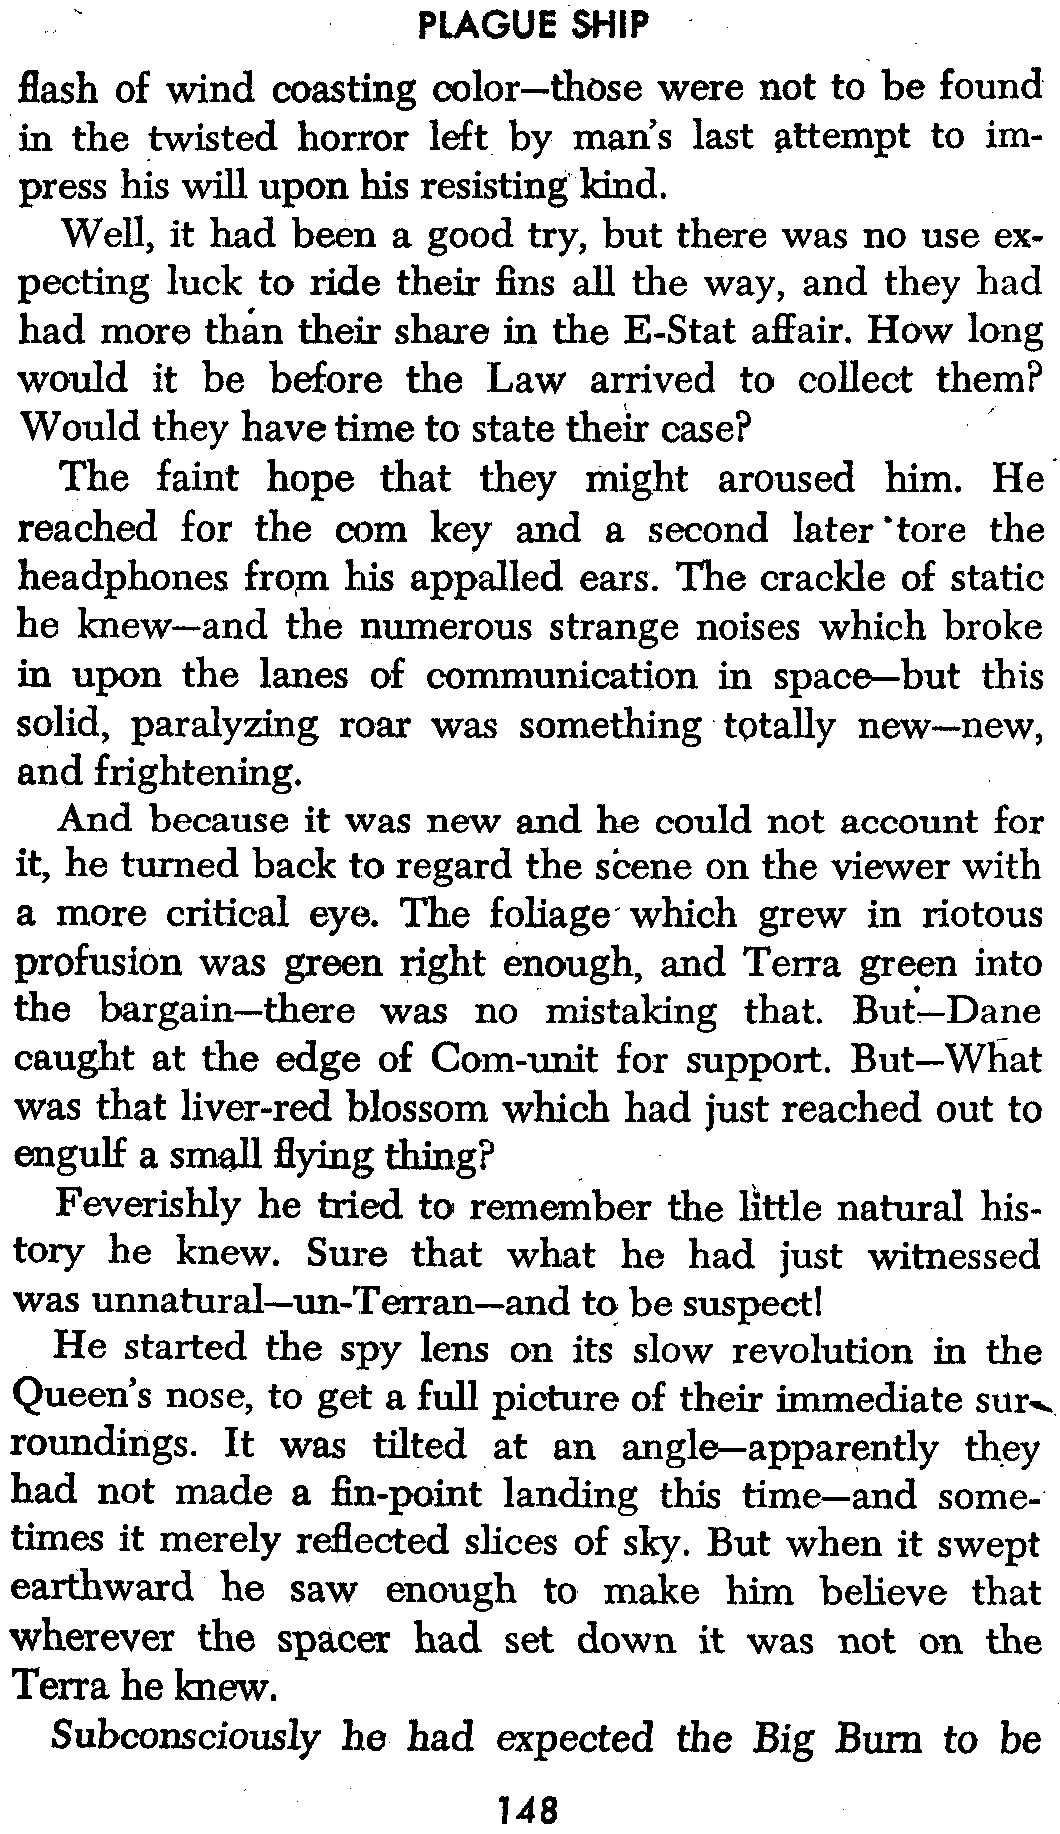 PLAGUE SHIP
flash of wind coasting color—those were not to be found
in the twisted horror left by man's last attempt to im-
press his will upon his resisting kind.
Well, it had been a good try, but there was no use ex-
pecting luck to ride their fins all the way, and they had
had more than their share in the E-Stat affair. How long
would it be before the Law arrived to collect them?
Would they have time to state their case?
The faint hope that they might aroused him. He
reached for the com key and a second later tore the
headphones from his appalled ears. The crackle of static
he knew—and the numerous strange noises which broke
in upon the lanes of communication in space—but this
solid, paralyzing roar was something totally new—new,
and frightening.
And because it was new and he could not account for
it, he turned back to regard the scene on the viewer with
a more critical eye. The foliage which grew in riotous
profusion was green right enough, and Terra green into
the bargain—there was no mistaking that. But—Dane
caught at the edge of Com-unit for support. But—What
was that liver-red blossom which had just reached out to
engulf a small flying thing?
Feverishly he tried to remember the little natural his-
tory he knew. Sure that what he had just witnessed
was unnatural—un-Terran—and to be suspect!
He started the spy lens on its slow revolution in the
Queen's nose, to get a full picture of their immediate sur-
roundings. It was tilted at an angle—apparently they
had not made a fin-point landing this time—and some-
times it merely reflected slices of sky. But when it swept
earthward he saw enough to make him believe that
wherever the spacer had set down it was not on the
Terra he knew.
Subconsciously he had expected the Big Burn to be
148